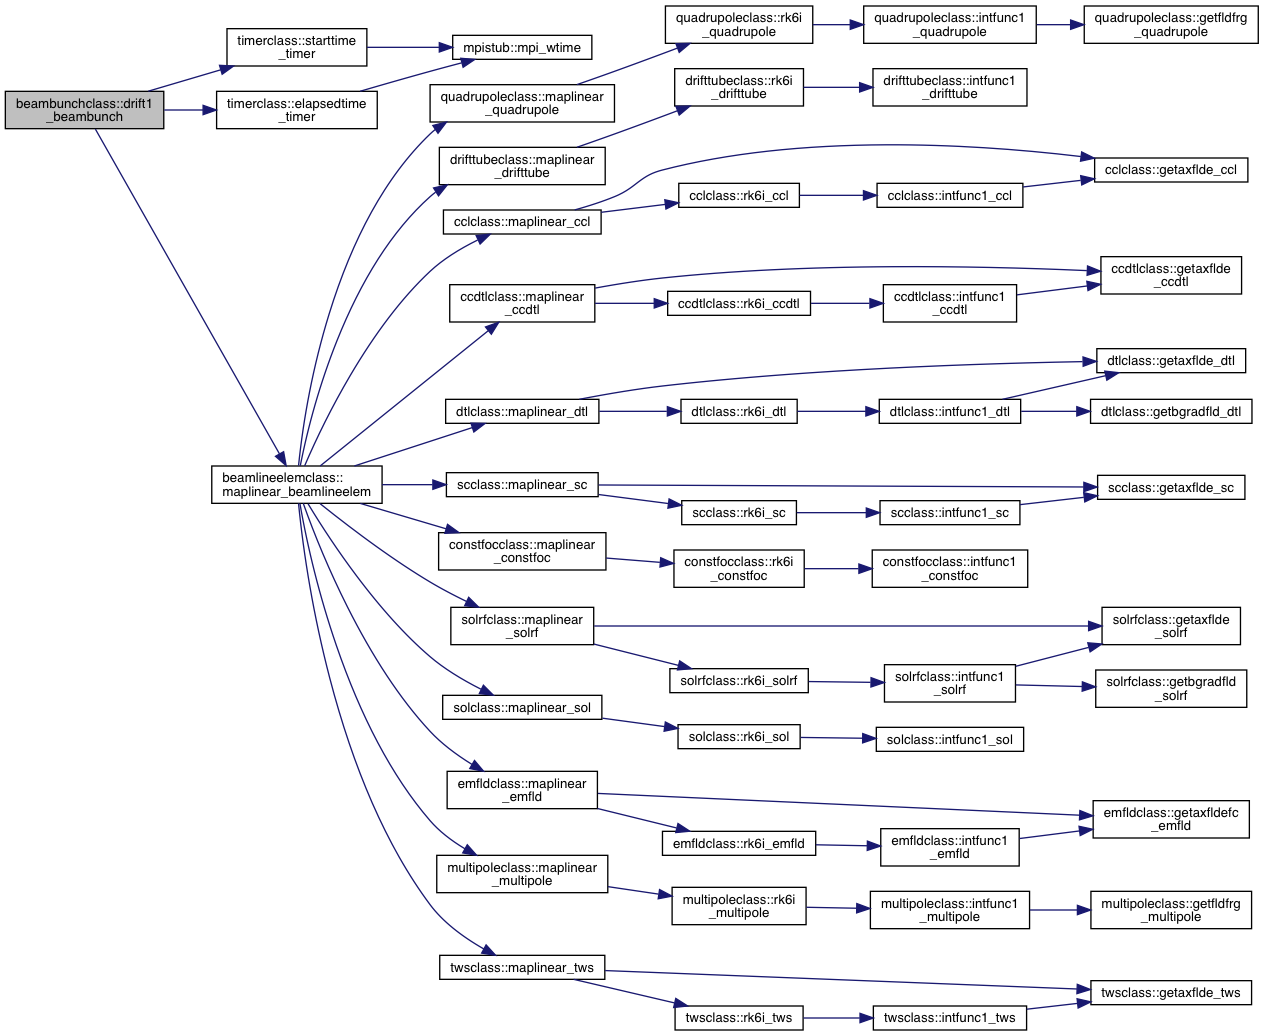 beambunchclass::drift1
_beambunch
timerclass::starttime
_timer
timerclass::elapsedtime
_timer
mpistub::mpi_wtime
beamlineelemclass::
maplinear_beamlineelem
quadrupoleclass::maplinear
_quadrupole
quadrupoleclass::rk6i
_quadrupole
quadrupoleclass::intfunc1
_quadrupole
quadrupoleclass::getfldfrg
_quadrupole
drifttubeclass::maplinear
_drifttube
drifttubeclass::rk6i
_drifttube
drifttubeclass::intfunc1
_drifttube
cclclass::maplinear_ccl
cclclass::rk6i_ccl
cclclass::intfunc1_ccl
cclclass::getaxflde_ccl
ccdtlclass::maplinear
_ccdtl
ccdtlclass::rk6i_ccdtl
ccdtlclass::intfunc1
_ccdtl
ccdtlclass::getaxflde
_ccdtl
dtlclass::maplinear_dtl
dtlclass::rk6i_dtl
dtlclass::intfunc1_dtl
dtlclass::getaxflde_dtl
dtlclass::getbgradfld_dtl
scclass::maplinear_sc
scclass::rk6i_sc
scclass::intfunc1_sc
scclass::getaxflde_sc
constfocclass::maplinear
_constfoc
constfocclass::rk6i
_constfoc
constfocclass::intfunc1
_constfoc
solrfclass::maplinear
_solrf
solrfclass::rk6i_solrf
solrfclass::intfunc1
_solrf
solrfclass::getaxflde
_solrf
solrfclass::getbgradfld
_solrf
solclass::maplinear_sol
solclass::rk6i_sol
solclass::intfunc1_sol
emfldclass::maplinear
_emfld
emfldclass::rk6i_emfld
emfldclass::intfunc1
_emfld
emfldclass::getaxfldefc
_emfld
multipoleclass::maplinear
_multipole
multipoleclass::rk6i
_multipole
multipoleclass::intfunc1
_multipole
multipoleclass::getfldfrg
_multipole
twsclass::maplinear_tws
twsclass::rk6i_tws
twsclass::intfunc1_tws
twsclass::getaxflde_tws